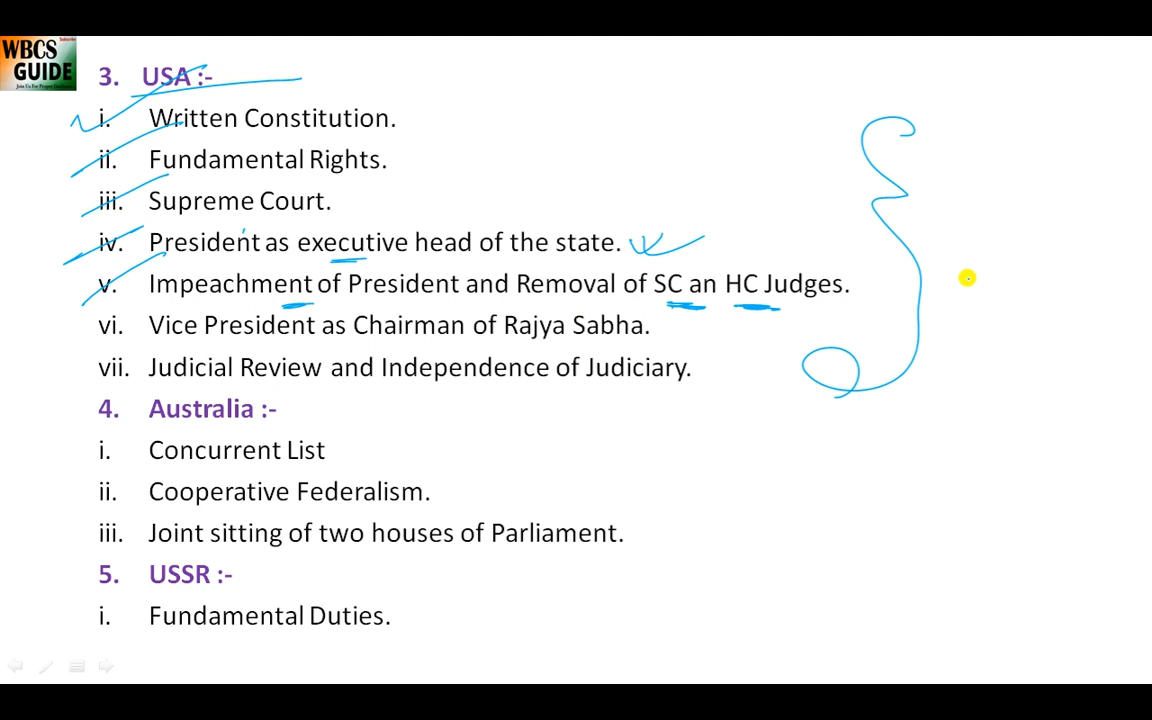 WBCS
GUIDE
3. USA :-
i. Written Constitution.
ii. Fundamental Rights.
iii. Supreme Court.
iv. President as executive head of the state.
v. Impeachment of President and Removal of SC an HC Judges.
vi. Vice President as Chairman of Rajya Sabha.
vii. Judicial Review and Independence of Judiciary.
4. Australia :-
i. Concurrent List
ii. Cooperative Federalism.
iii. Joint sitting of two houses of Parliament.
5. USSR :-
i. Fundamental Duties.